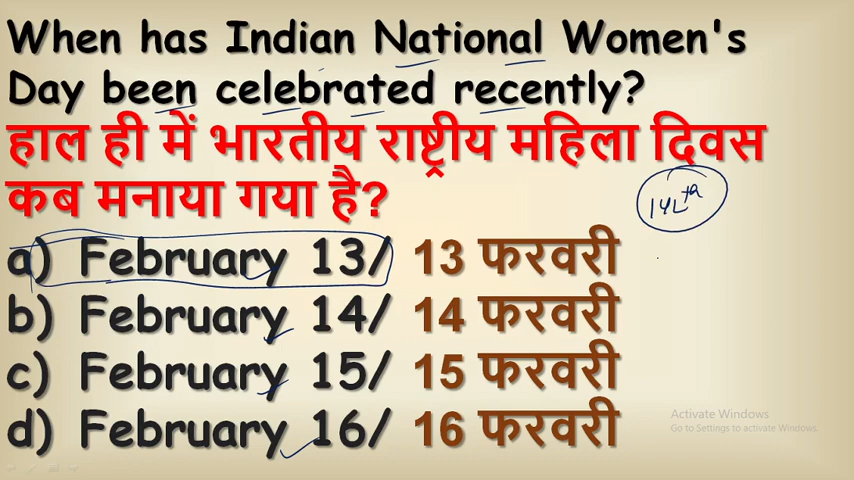 When has Indian National Women's
Day been celebrated recently?
हाल ही में भारतीय राष्ट्रीय महिला दिवस
कब मनाया गया है?
a) February 13/ 13 फरवरी
b) February 14/ 14 फरवरी
c) February 15/ 15 फरवरी
d) February 16/ 16 फरवरी
Activate Windows
Go to Settings to activate Windows.